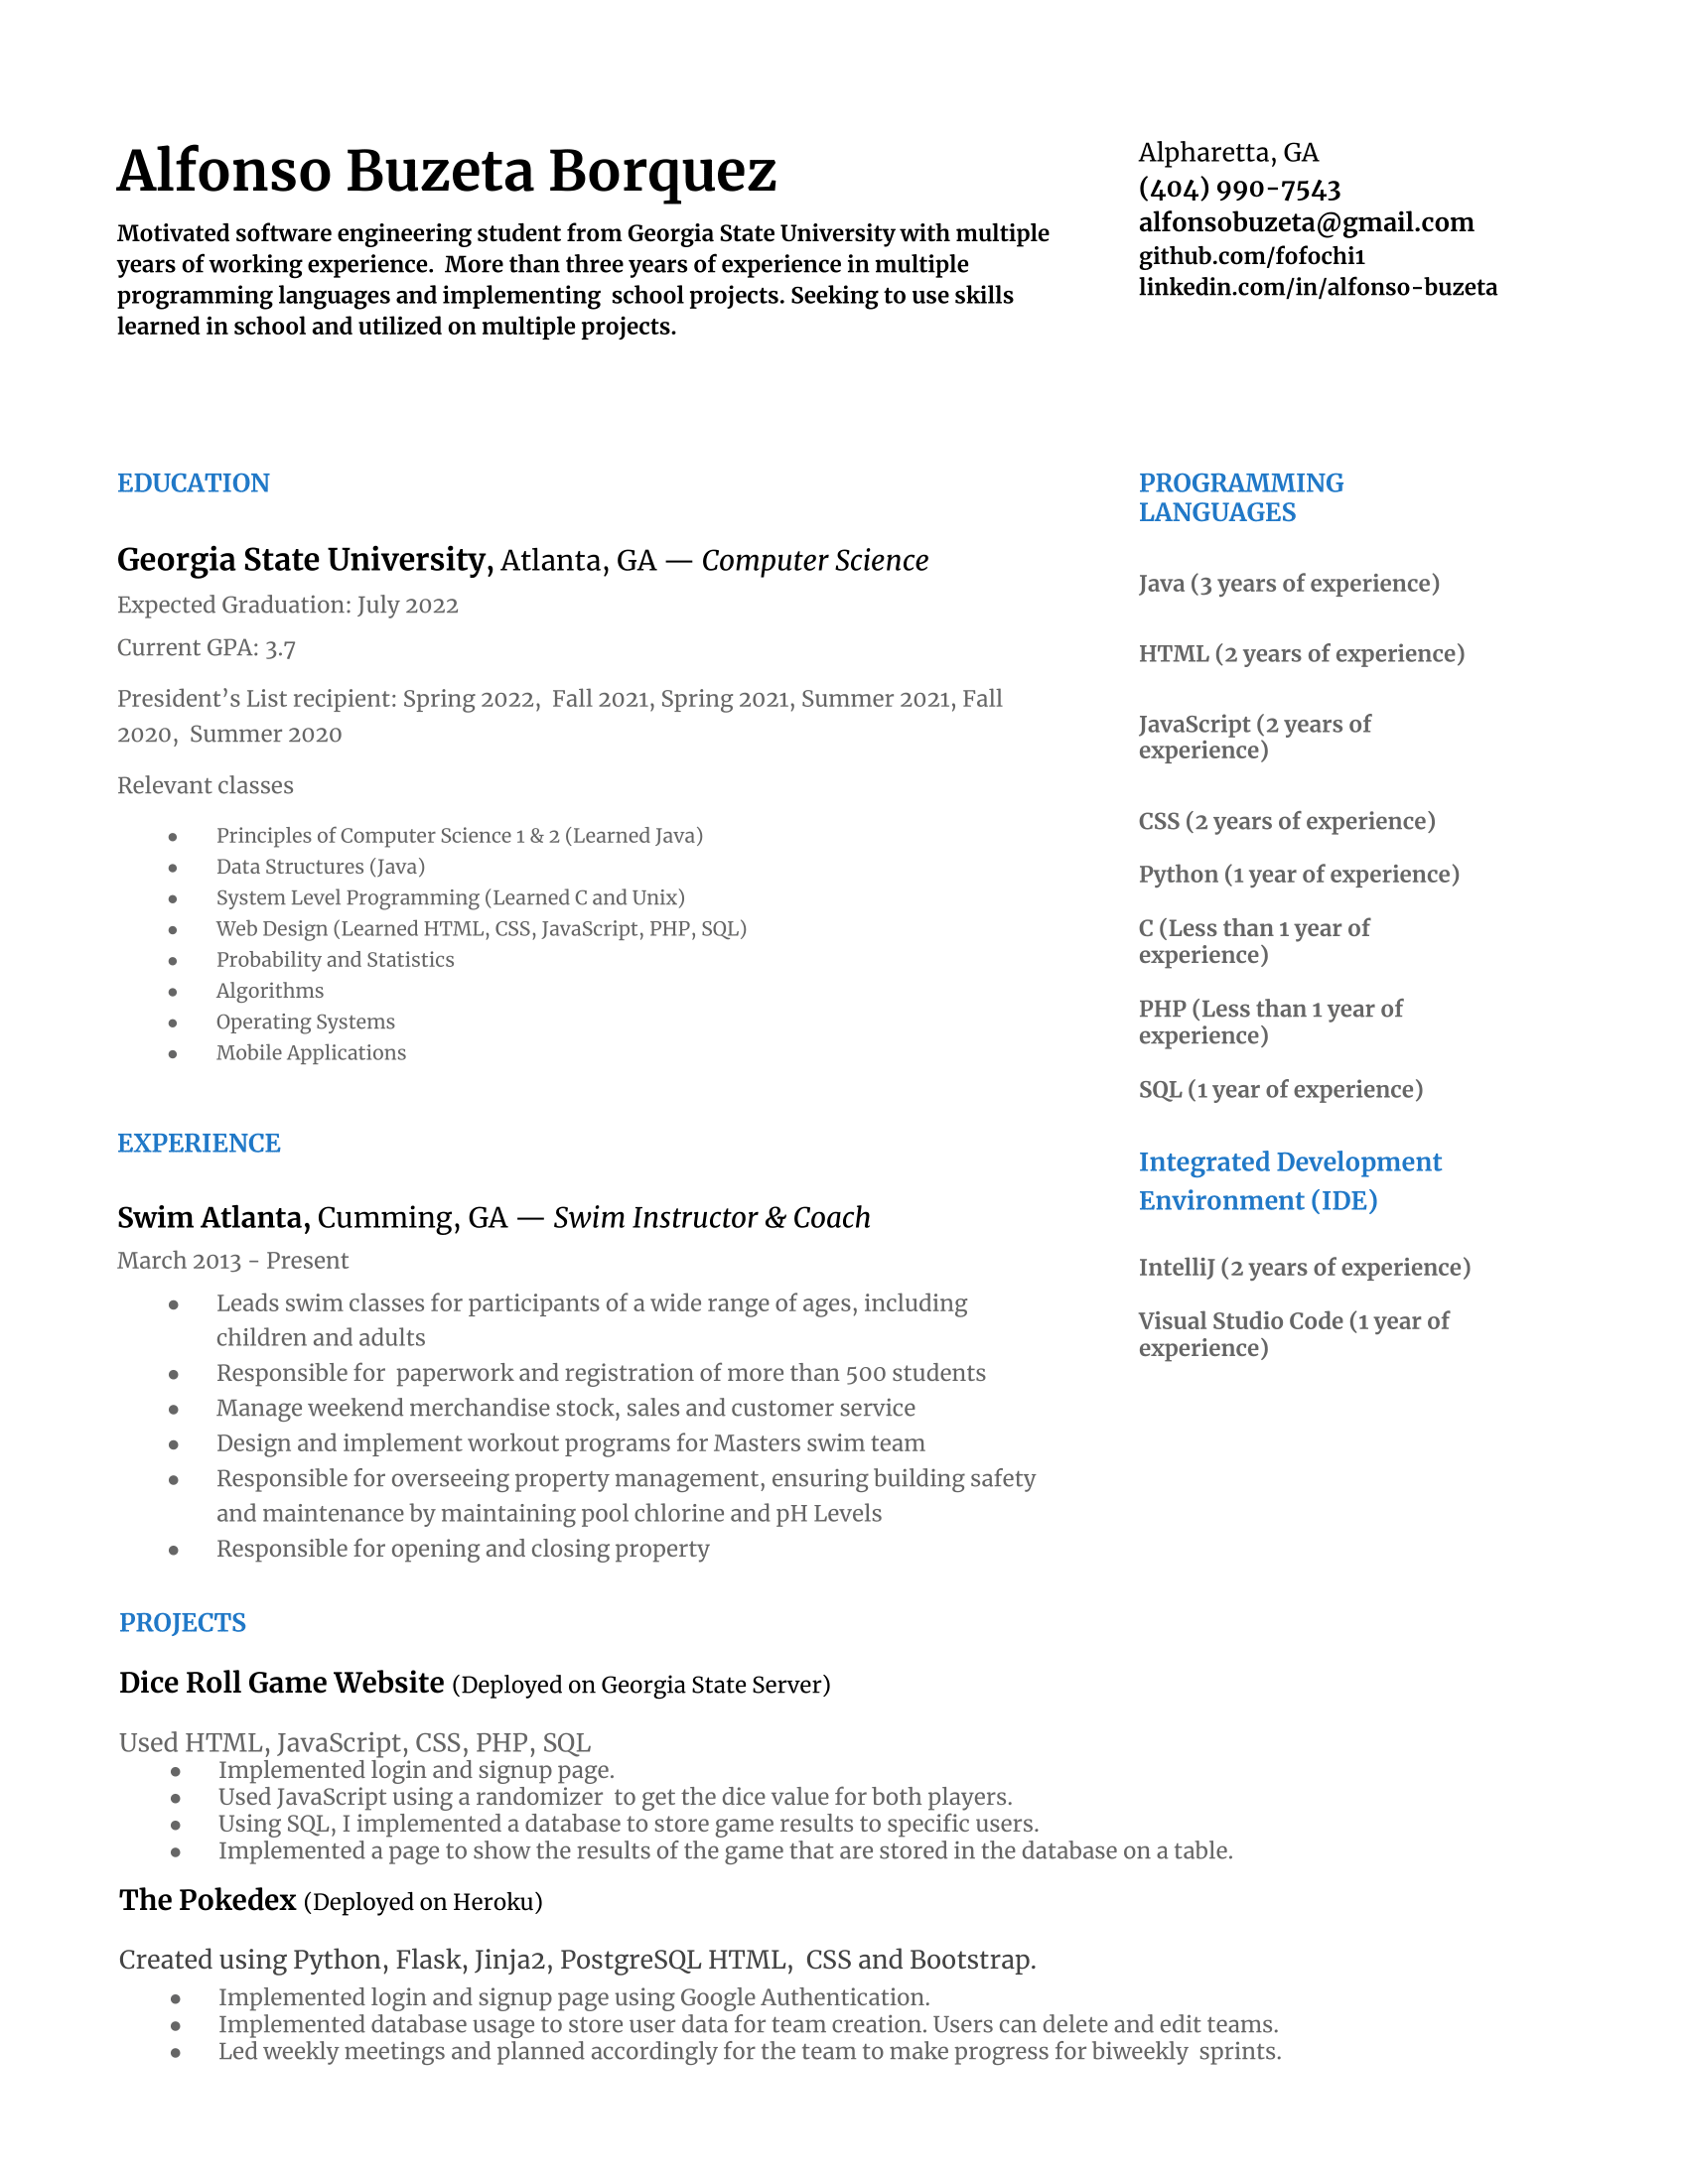 Alfonso Buzeta Borquez
Motivated software engineering student from Georgia State University with multiple
years of working experience.  More than three years of experience in multiple
programming languages and implementing  school projects. Seeking to use skills
learned in school and utilized on multiple projects.
Alpharetta, GA
(404) 990-7543
alfonsobuzeta@gmail.com
github.com/fofochi1
linkedin.com/in/alfonso-buzeta
EDUCATION
Georgia State University, Atlanta, GA — Computer Science
Expected Graduation: July 2022
Current GPA: 3.7
President’s List recipient: Spring 2022,  Fall 2021, Spring 2021, Summer 2021, Fall
2020,  Summer 2020
Relevant classes
● Principles of Computer Science 1 & 2 (Learned Java)
● Data Structures (Java)
● System Level Programming (Learned C and Unix)
● Web Design (Learned HTML, CSS, JavaScript, PHP, SQL)
● Probability and Statistics
● Algorithms
● Operating Systems
● Mobile Applications
EXPERIENCE
Swim Atlanta, Cumming, GA — Swim Instructor & Coach
March 2013 - Present
● Leads swim classes for participants of a wide range of ages, including
children and adults
● Responsible for  paperwork and registration of more than 500 students
● Manage weekend merchandise stock, sales and customer service
● Design and implement workout programs for Masters swim team
● Responsible for overseeing property management, ensuring building safety
and maintenance by maintaining pool chlorine and pH Levels
● Responsible for opening and closing property
PROGRAMMING
LANGUAGES
Java (3 years of experience)
HTML (2 years of experience)
JavaScript (2 years of
experience)
CSS (2 years of experience)
Python (1 year of experience)
C (Less than 1 year of
experience)
PHP (Less than 1 year of
experience)
SQL (1 year of experience)
Integrated Development
Environment (IDE)
IntelliJ (2 years of experience)
Visual Studio Code (1 year of
experience)
PROJECTS
Dice Roll Game Website (Deployed on Georgia State Server)
Used HTML, JavaScript, CSS, PHP, SQL
● Implemented login and signup page.
● Used JavaScript using a randomizer  to get the dice value for both players.
● Using SQL, I implemented a database to store game results to specific users.
● Implemented a page to show the results of the game that are stored in the database on a table.
The Pokedex (Deployed on Heroku)
Created using Python, Flask, Jinja2, PostgreSQL HTML,  CSS and Bootstrap.
● Implemented login and signup page using Google Authentication.
● Implemented database usage to store user data for team creation. Users can delete and edit teams.
● Led weekly meetings and planned accordingly for the team to make progress for biweekly  sprints.